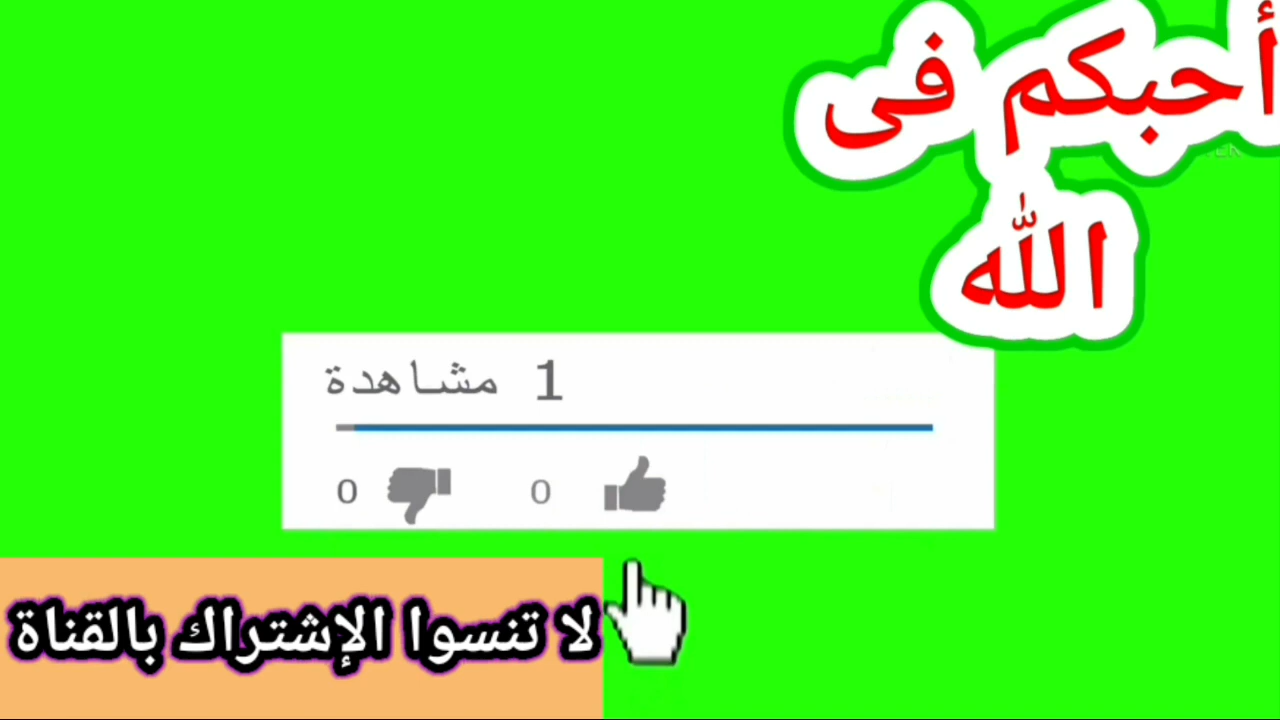 أحبكم فى
الله
1 مشاهدة
0 0
لا تنسوا الإشتراك بالقناة